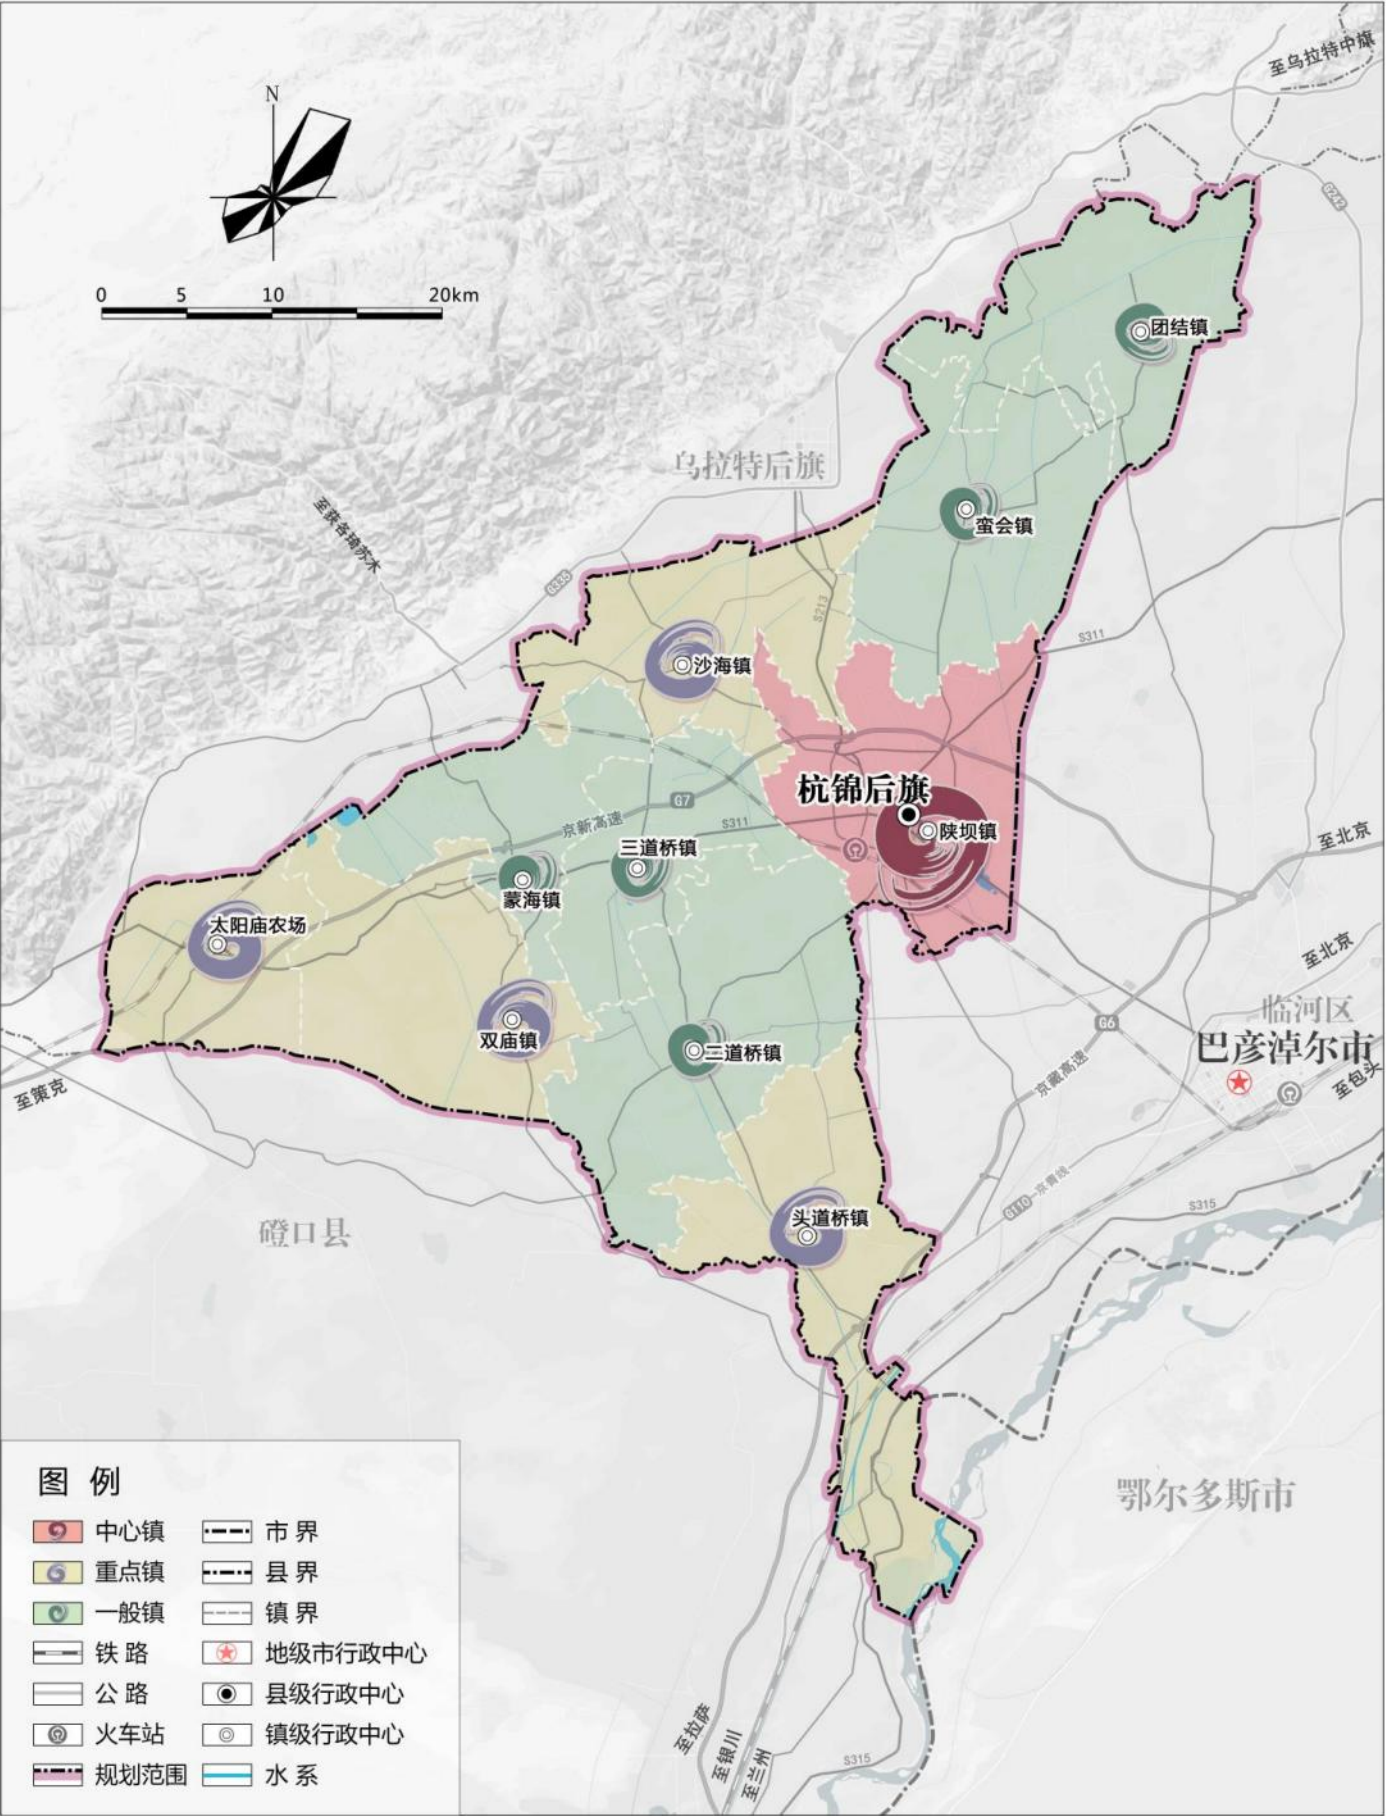 至乌拉特中旗
N
G242
0 5 10 20km
团结镇
乌拉特后旗
至获各琦苏木
蛮会镇
G335
S213
S311
沙海镇
杭锦后旗
G7
京新高速
S311
陕坝镇
至北京
三道桥镇
蒙海镇
太阳庙农场
至北京
临河区
双庙镇
G6
巴彦淖尔市
二道桥镇
京藏高速
至包头
至策克
G110
京青线
S315
磴口县
头道桥镇
鄂尔多斯市
图 例
中心镇
市 界
重点镇
县 界
一般镇
镇 界
铁 路
地级市行政中心
公 路
县级行政中心
火车站
镇级行政中心
规划范围
水 系
至拉萨
至银川
至兰州
S315